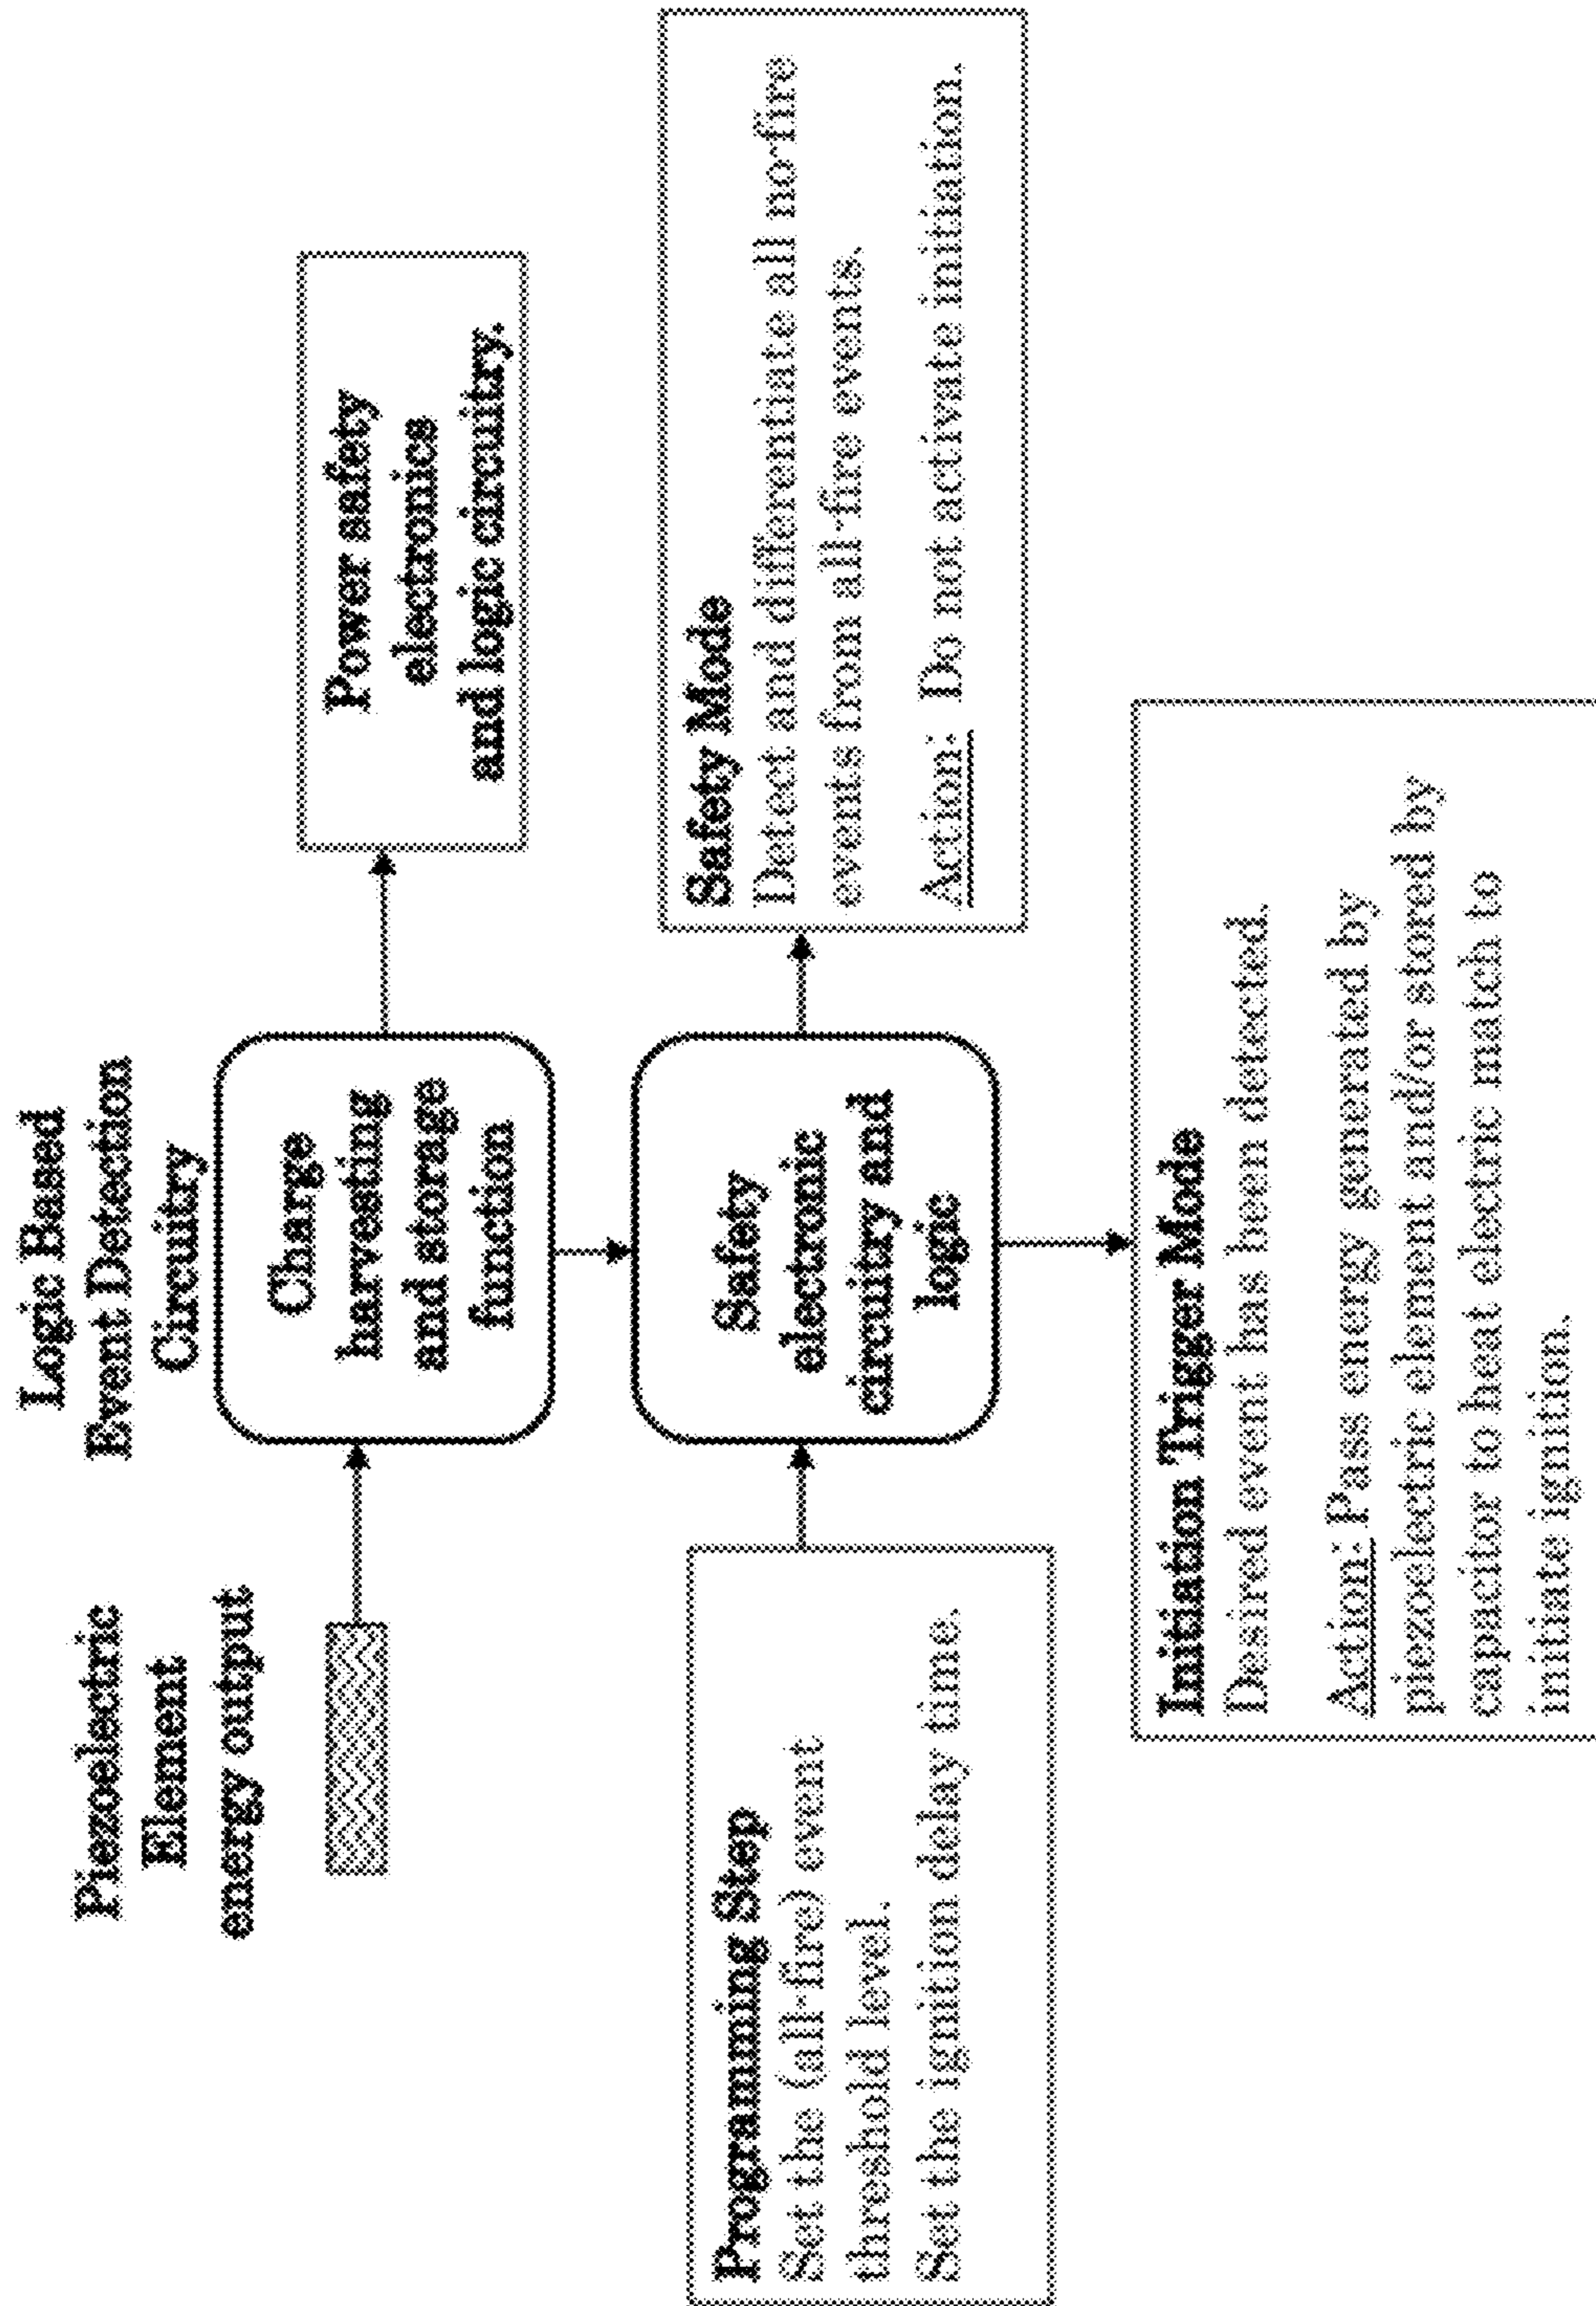 Piezoelectric
Element
energy output
Logic Based
Event Detection
Circuitry
Charge
harvesting
and storage
function
Power safety
electronics
and logic circuitry.
Programming Step
Set the (all-fire) event
threshold level.
Set the ignition delay time.
Safety
electronic
circuitry and
logic
Safety Mode
Detect and differentiate all no-fire
events from all-fire events.
Action: Do not activate initiation.
Initiation Trigger Mode
Desired event has been detected.
Action: Pass energy generated by
piezoelectric element and/or stored by
capacitor to heat electric match to
initiate ignition.